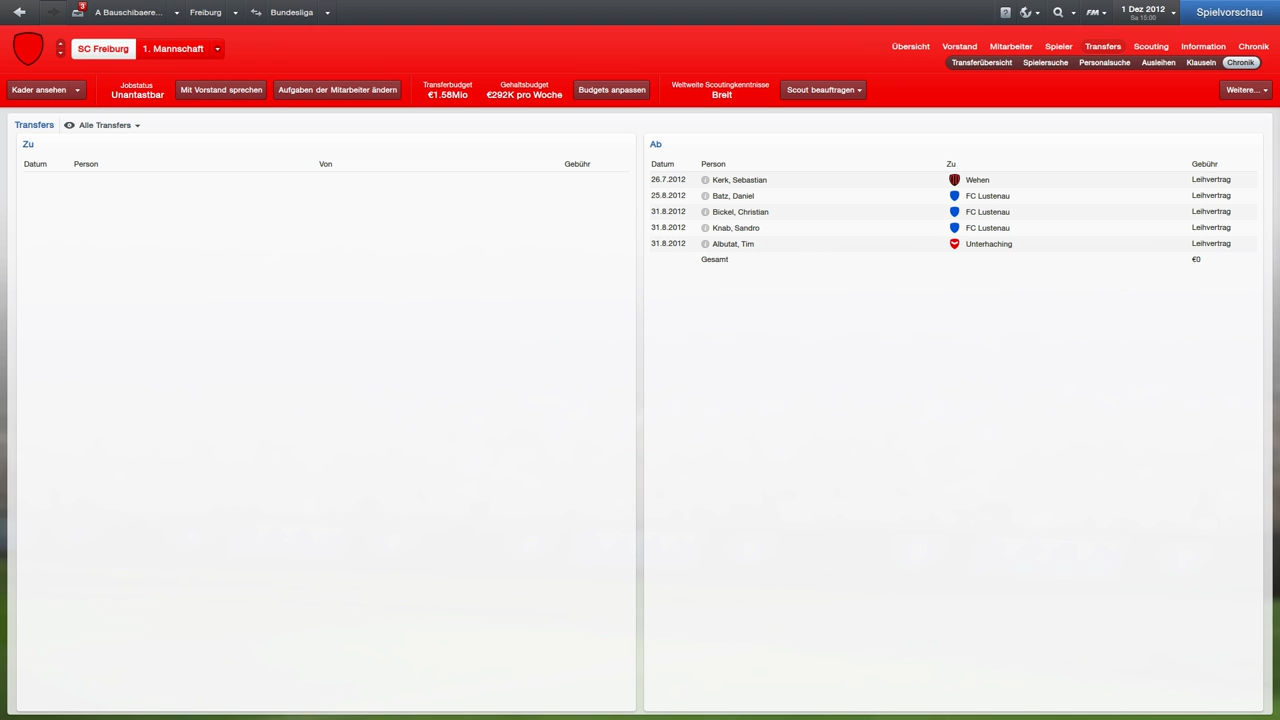 3
A Bauschibaere...
Freiburg
Bundesliga
?
FM
1 Dez 2012
Sa 15:00
Spielvorschau
SC Freiburg
1. Mannschaft
Übersicht Vorstand Mitarbeiter Spieler Transfers Scouting Information Chronik
Transferübersicht Spielersuche Personalsuche Ausleihen Klauseln Chronik
Kader ansehen
Jobstatus
Unantastbar
Mit Vorstand sprechen
Aufgaben der Mitarbeiter ändern
Transferbudget
€1.58Mio
Gehaltsbudget
€292K pro Woche
Budgets anpassen
Weltweite Scoutingkenntnisse
Breit
Scout beauftragen
Weitere...
Transfers
Alle Transfers
Zu
Datum Person Von Gebühr
Ab
Datum Person Zu Gebühr
26.7.2012 Kerk, Sebastian Wehen Leihvertrag
25.8.2012 Batz, Daniel FC Lustenau Leihvertrag
31.8.2012 Bickel, Christian FC Lustenau Leihvertrag
31.8.2012 Knab, Sandro FC Lustenau Leihvertrag
31.8.2012 Albutat, Tim Unterhaching Leihvertrag
Gesamt €0